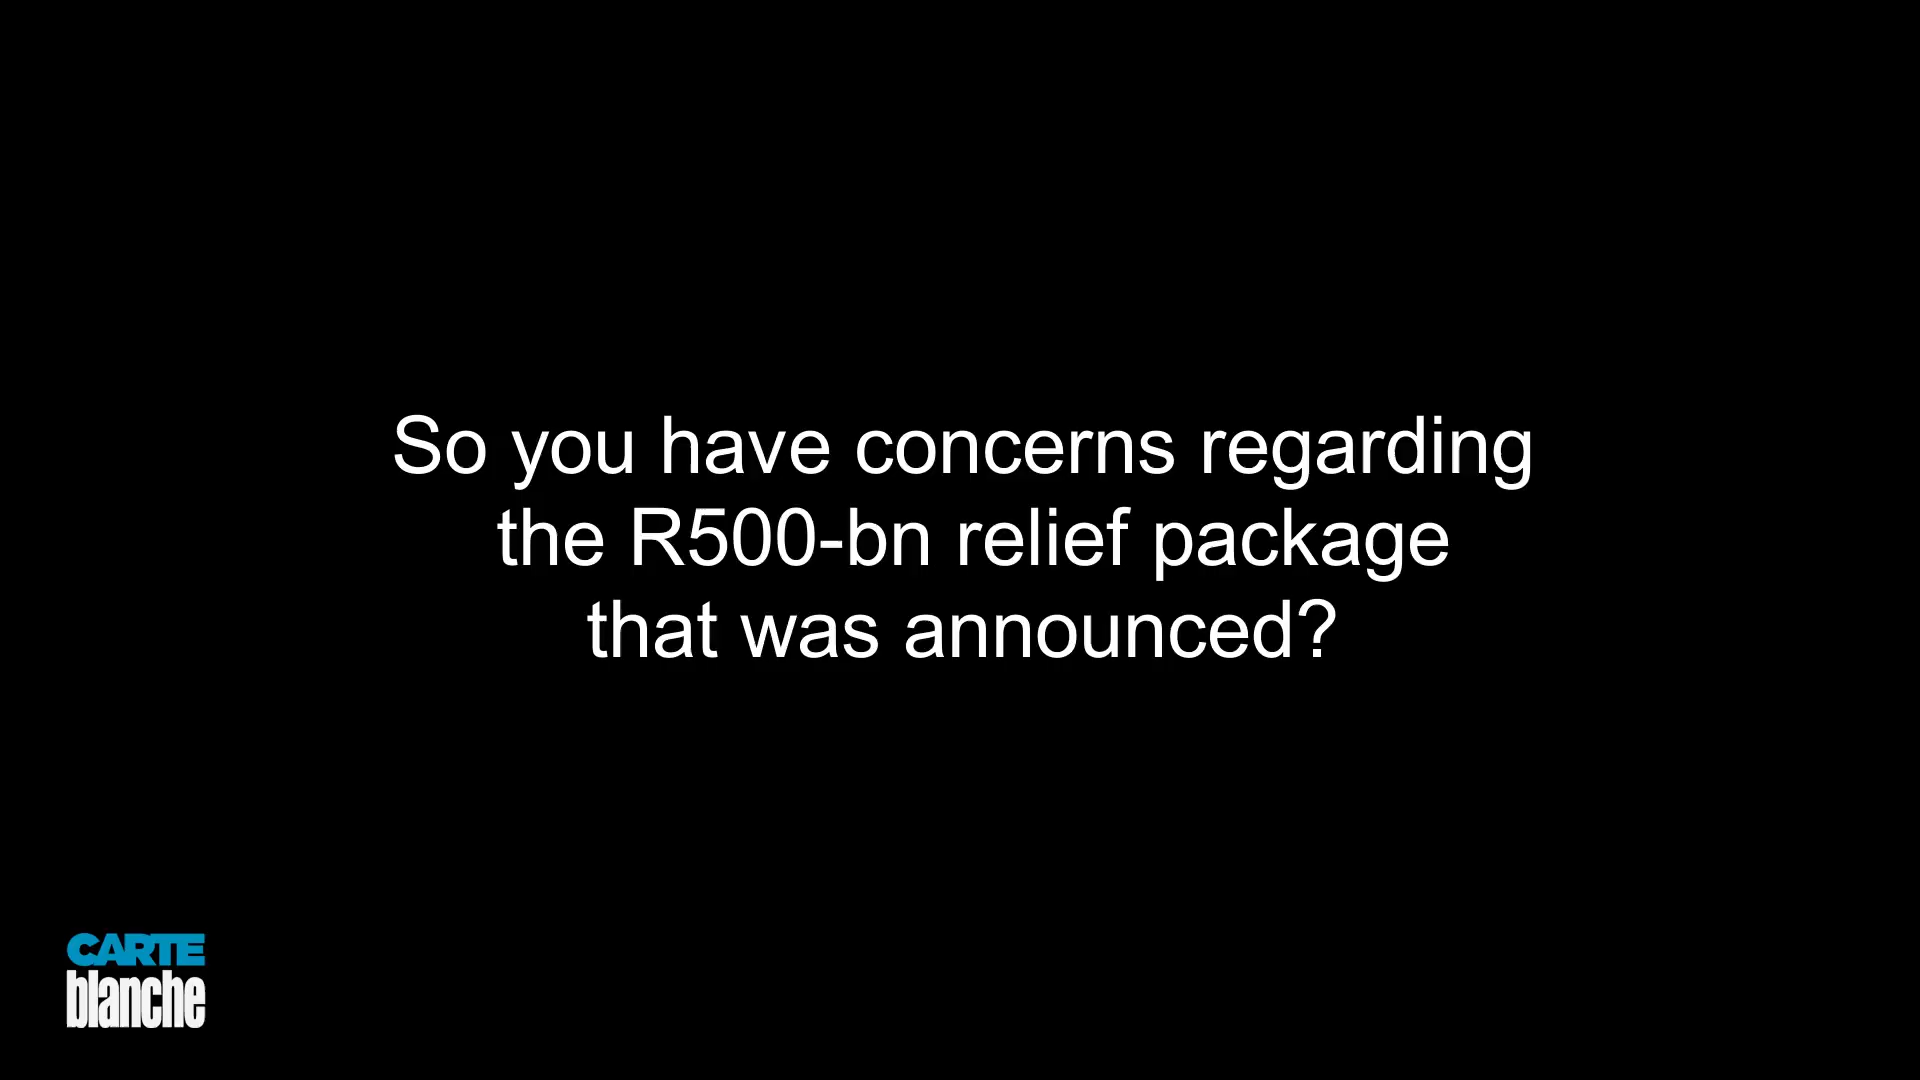 So you have concerns regarding
the R500-bn relief package
that was announced?
CARTE
blanche